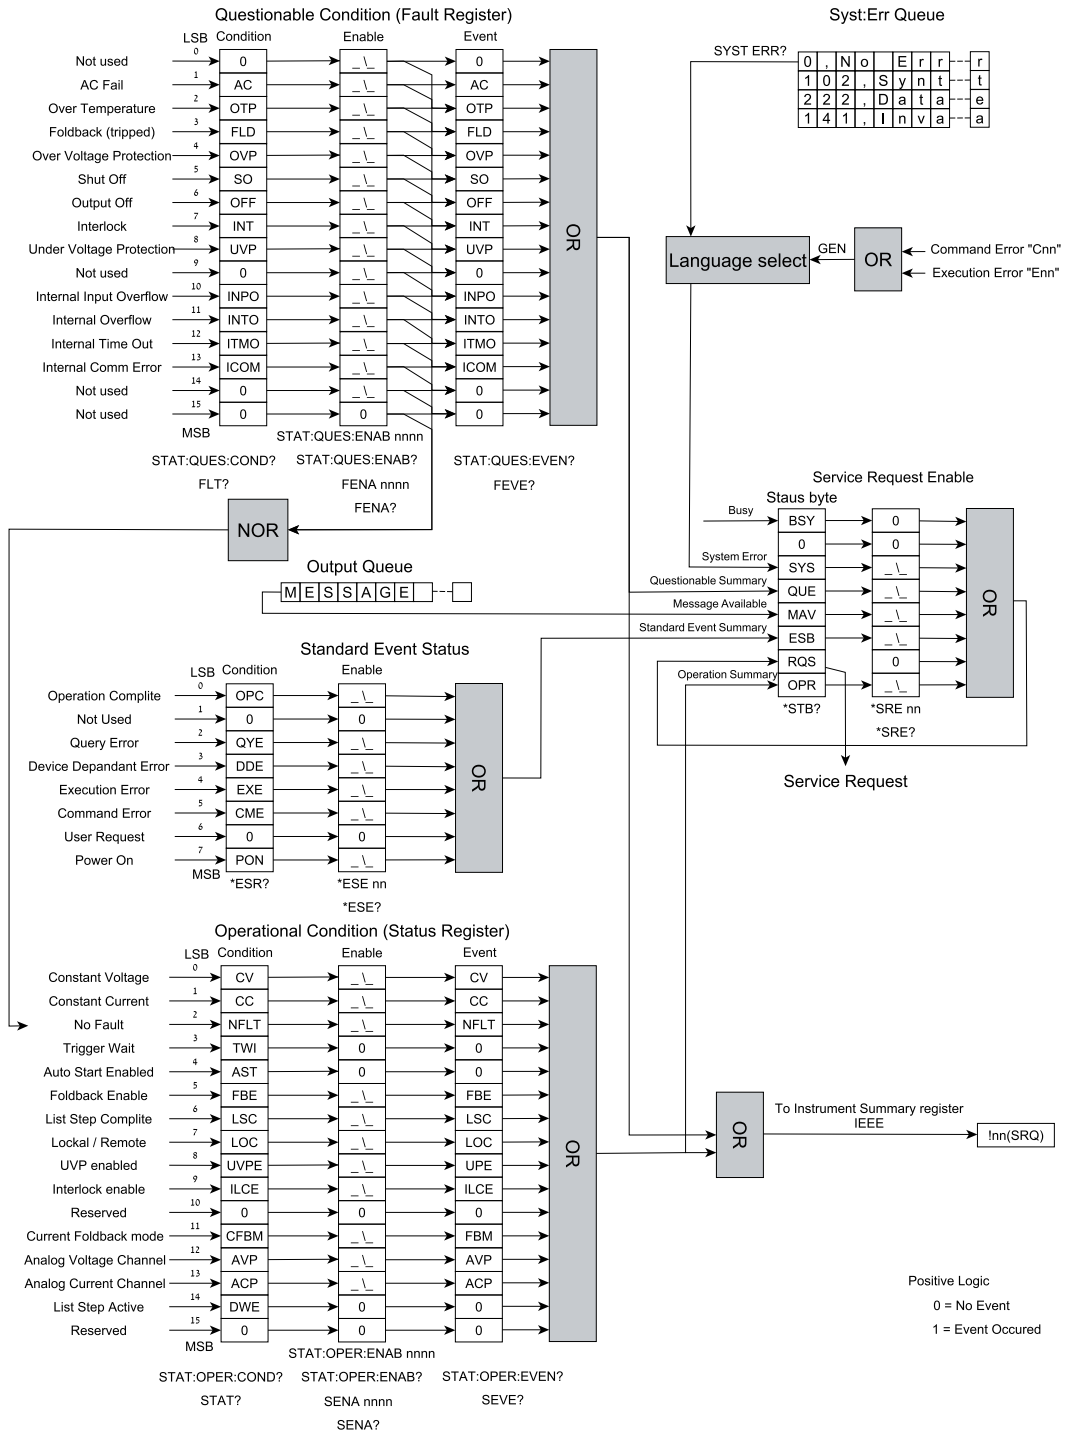 Questionable Condition (Fault Register)
LSB Condition Enable Event
Not used 0 0 _\_ 0
AC Fail 1 AC _\_ AC
Over Temperature 2 OTP _\_ OTP
Foldback (tripped) 3 FLD _\_ FLD
Over Voltage Protection 4 OVP _\_ OVP
Shut Off 5 SO _\_ SO
Output Off 6 OFF _\_ OFF
Interlock 7 INT _\_ INT
Under Voltage Protection 8 UVP _\_ UVP
Not used 9 0 _\_ 0
Internal Input Overflow 10 INPO _\_ INPO
Internal Overflow 11 INTO _\_ INTO
Internal Time Out 12 ITMO _\_ ITMO
Internal Comm Error 13 ICOM _\_ ICOM
Not used 14 0 _\_ 0
Not used 15 0 0 0
OR
MSB
STAT:QUES:ENAB nnnn
STAT:QUES:COND? STAT:QUES:ENAB? STAT:QUES:EVEN?
FLT? FENA nnnn FEVE?
FENA?
NOR
Syst:Err Queue
SYST ERR?
0,No Err---r
102,Synt---t
222,Data---e
141,Inva---a
Language select
GEN
OR
Command Error "Cnn"
Execution Error "Enn"
Service Request Enable
Staus byte
Busy BSY 0
0 0
System Error SYS _\_
Questionable Summary QUE _\_
Message Available MAV _\_
Standard Event Summary ESB _\_
RQS 0
Operation Summary OPR _\_
OR
*STB? *SRE nn
*SRE?
Service Request
Output Queue
MESSAGE ---
Standard Event Status
LSB Condition Enable
Operation Complite 0 OPC _\_
Not Used 1 0 0
Query Error 2 QYE _\_
Device Depandant Error 3 DDE _\_
Execution Error 4 EXE _\_
Command Error 5 CME _\_
User Request 6 0 0
Power On 7 PON _\_
OR
MSB
*ESR? *ESE nn
*ESE?
Operational Condition (Status Register)
LSB Condition Enable Event
Constant Voltage 0 CV _\_ CV
Constant Current 1 CC _\_ CC
No Fault 2 NFLT _\_ NFLT
Trigger Wait 3 TWI 0 0
Auto Start Enabled 4 AST 0 0
Foldback Enable 5 FBE _\_ FBE
List Step Complite 6 LSC _\_ LSC
Lockal / Remote 7 LOC _\_ LOC
UVP enabled 8 UVPE _\_ UPE
Interlock enable 9 ILCE _\_ ILCE
Reserved 10 0 0 0
Current Foldback mode 11 CFBM _\_ FBM
Analog Voltage Channel 12 AVP _\_ AVP
Analog Current Channel 13 ACP _\_ ACP
List Step Active 14 DWE 0 0
Reserved 15 0 0 0
OR
MSB
STAT:OPER:ENAB nnnn
STAT:OPER:COND? STAT:OPER:ENAB? STAT:OPER:EVEN?
STAT? SENA nnnn SEVE?
SENA?
OR
To Instrument Summary register
IEEE
!nn(SRQ)
Positive Logic
0 = No Event
1 = Event Occured